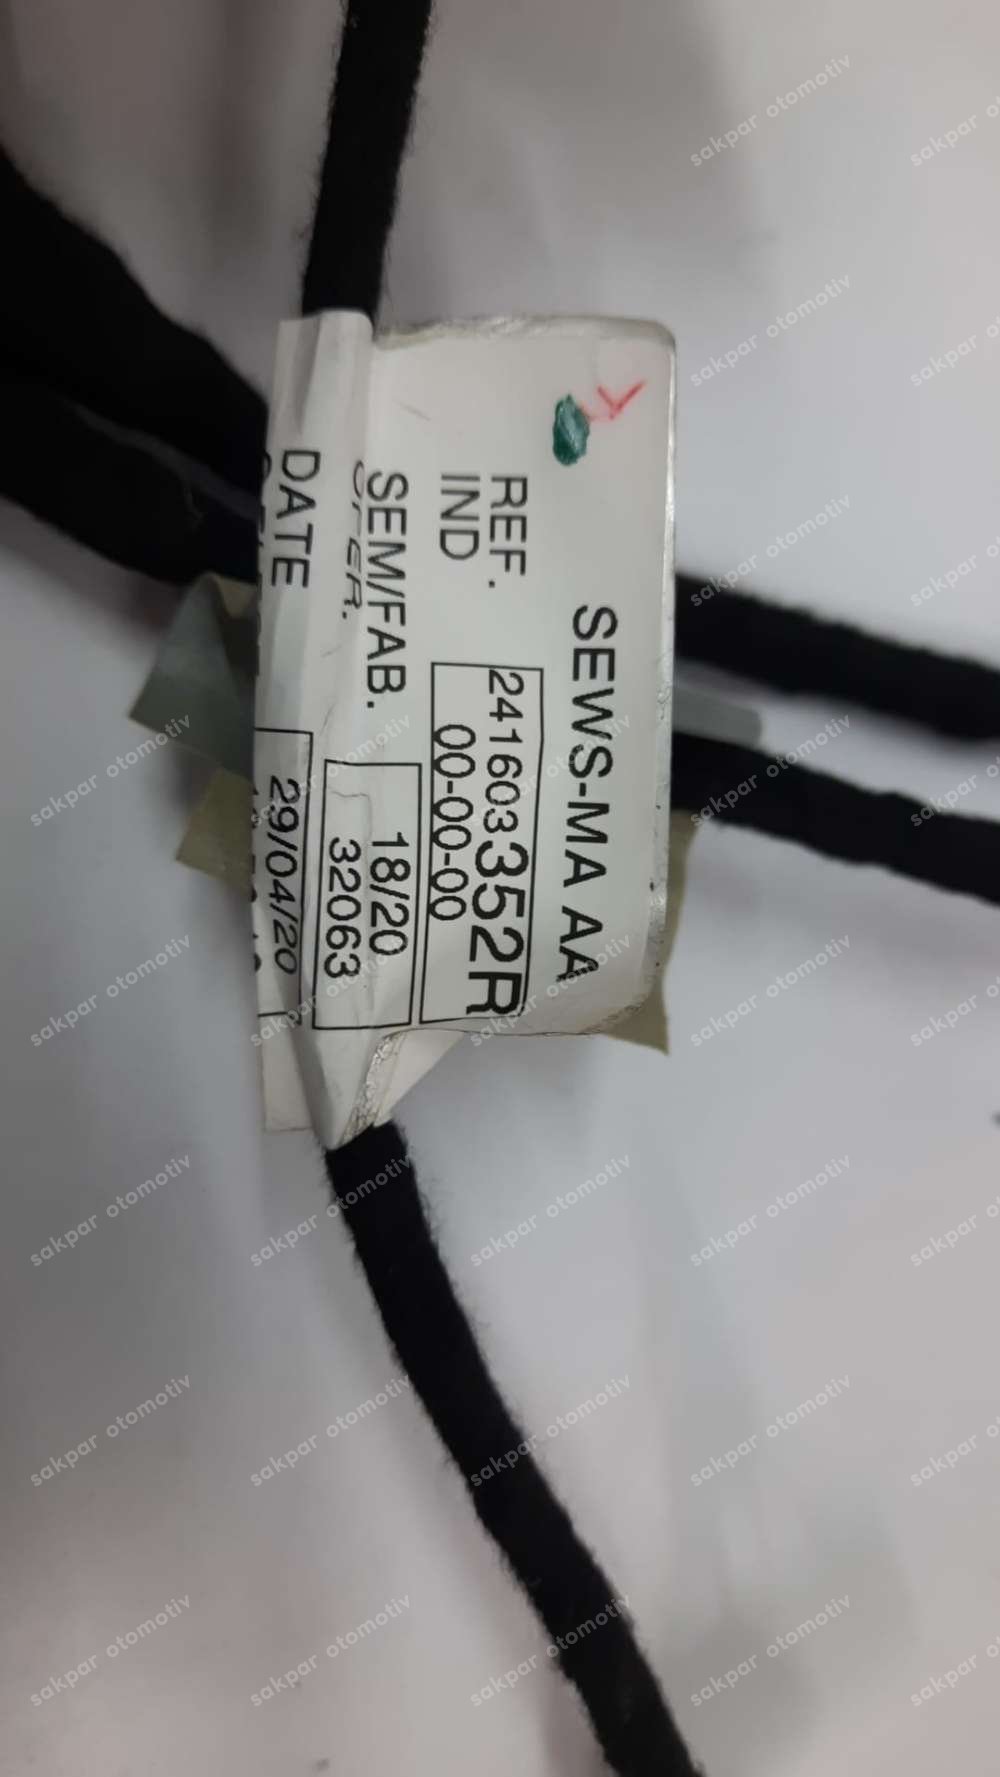 SEWS-MA AA
REF. 241603352R
IND 00-00-00
SEM/FAB. 18/20
OPER. 32063
DATE 29/04/20
sakpar otomotiv